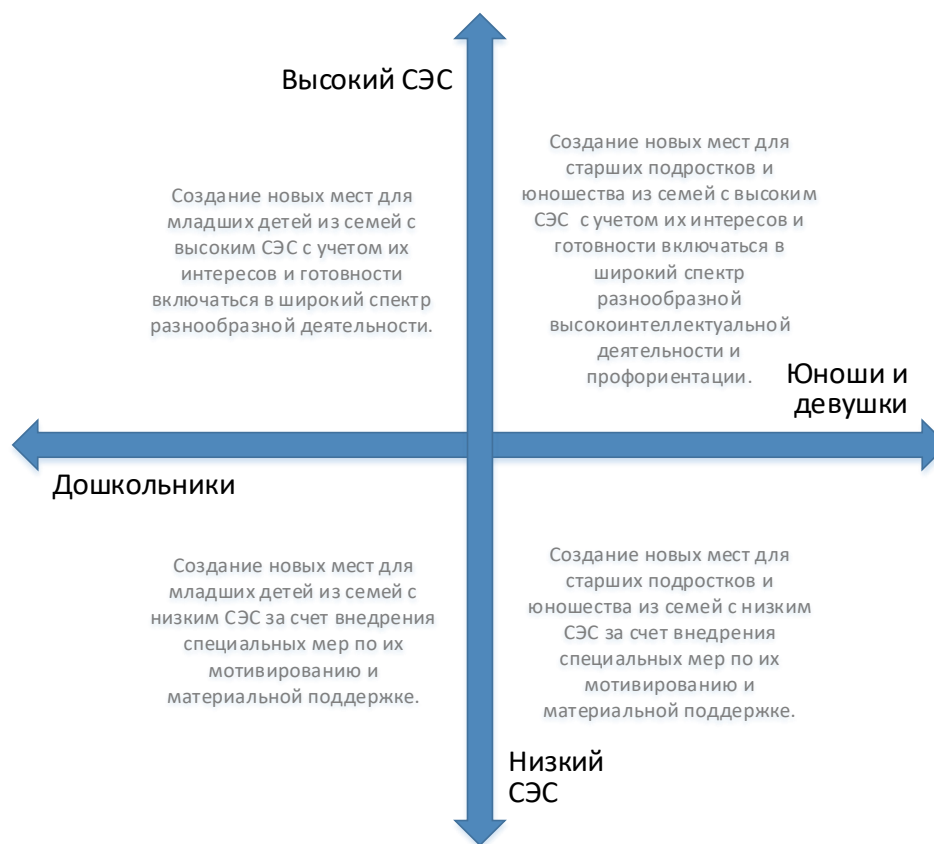 Высокий СЭС
Создание новых мест для
младших детей из семей с
высоким СЭС с учетом их
интересов и готовности
включаться в широкий спектр
разнообразной деятельности.
Создание новых мест для
старших подростков и
юношества из семей с высоким
СЭС с учетом их интересов и
готовности включаться в
широкий спектр
разнообразной
высокоинтеллектуальной
деятельности и
профориентации.
Юноши и
девушки
Дошкольники
Создание новых мест для
младших детей из семей с
низким СЭС за счет внедрения
специальных мер по их
мотивированию и
материальной поддержке.
Создание новых мест для
старших подростков и
юношества из семей с низким
СЭС за счет внедрения
специальных мер по их
мотивированию и
материальной поддержке.
Низкий
СЭС